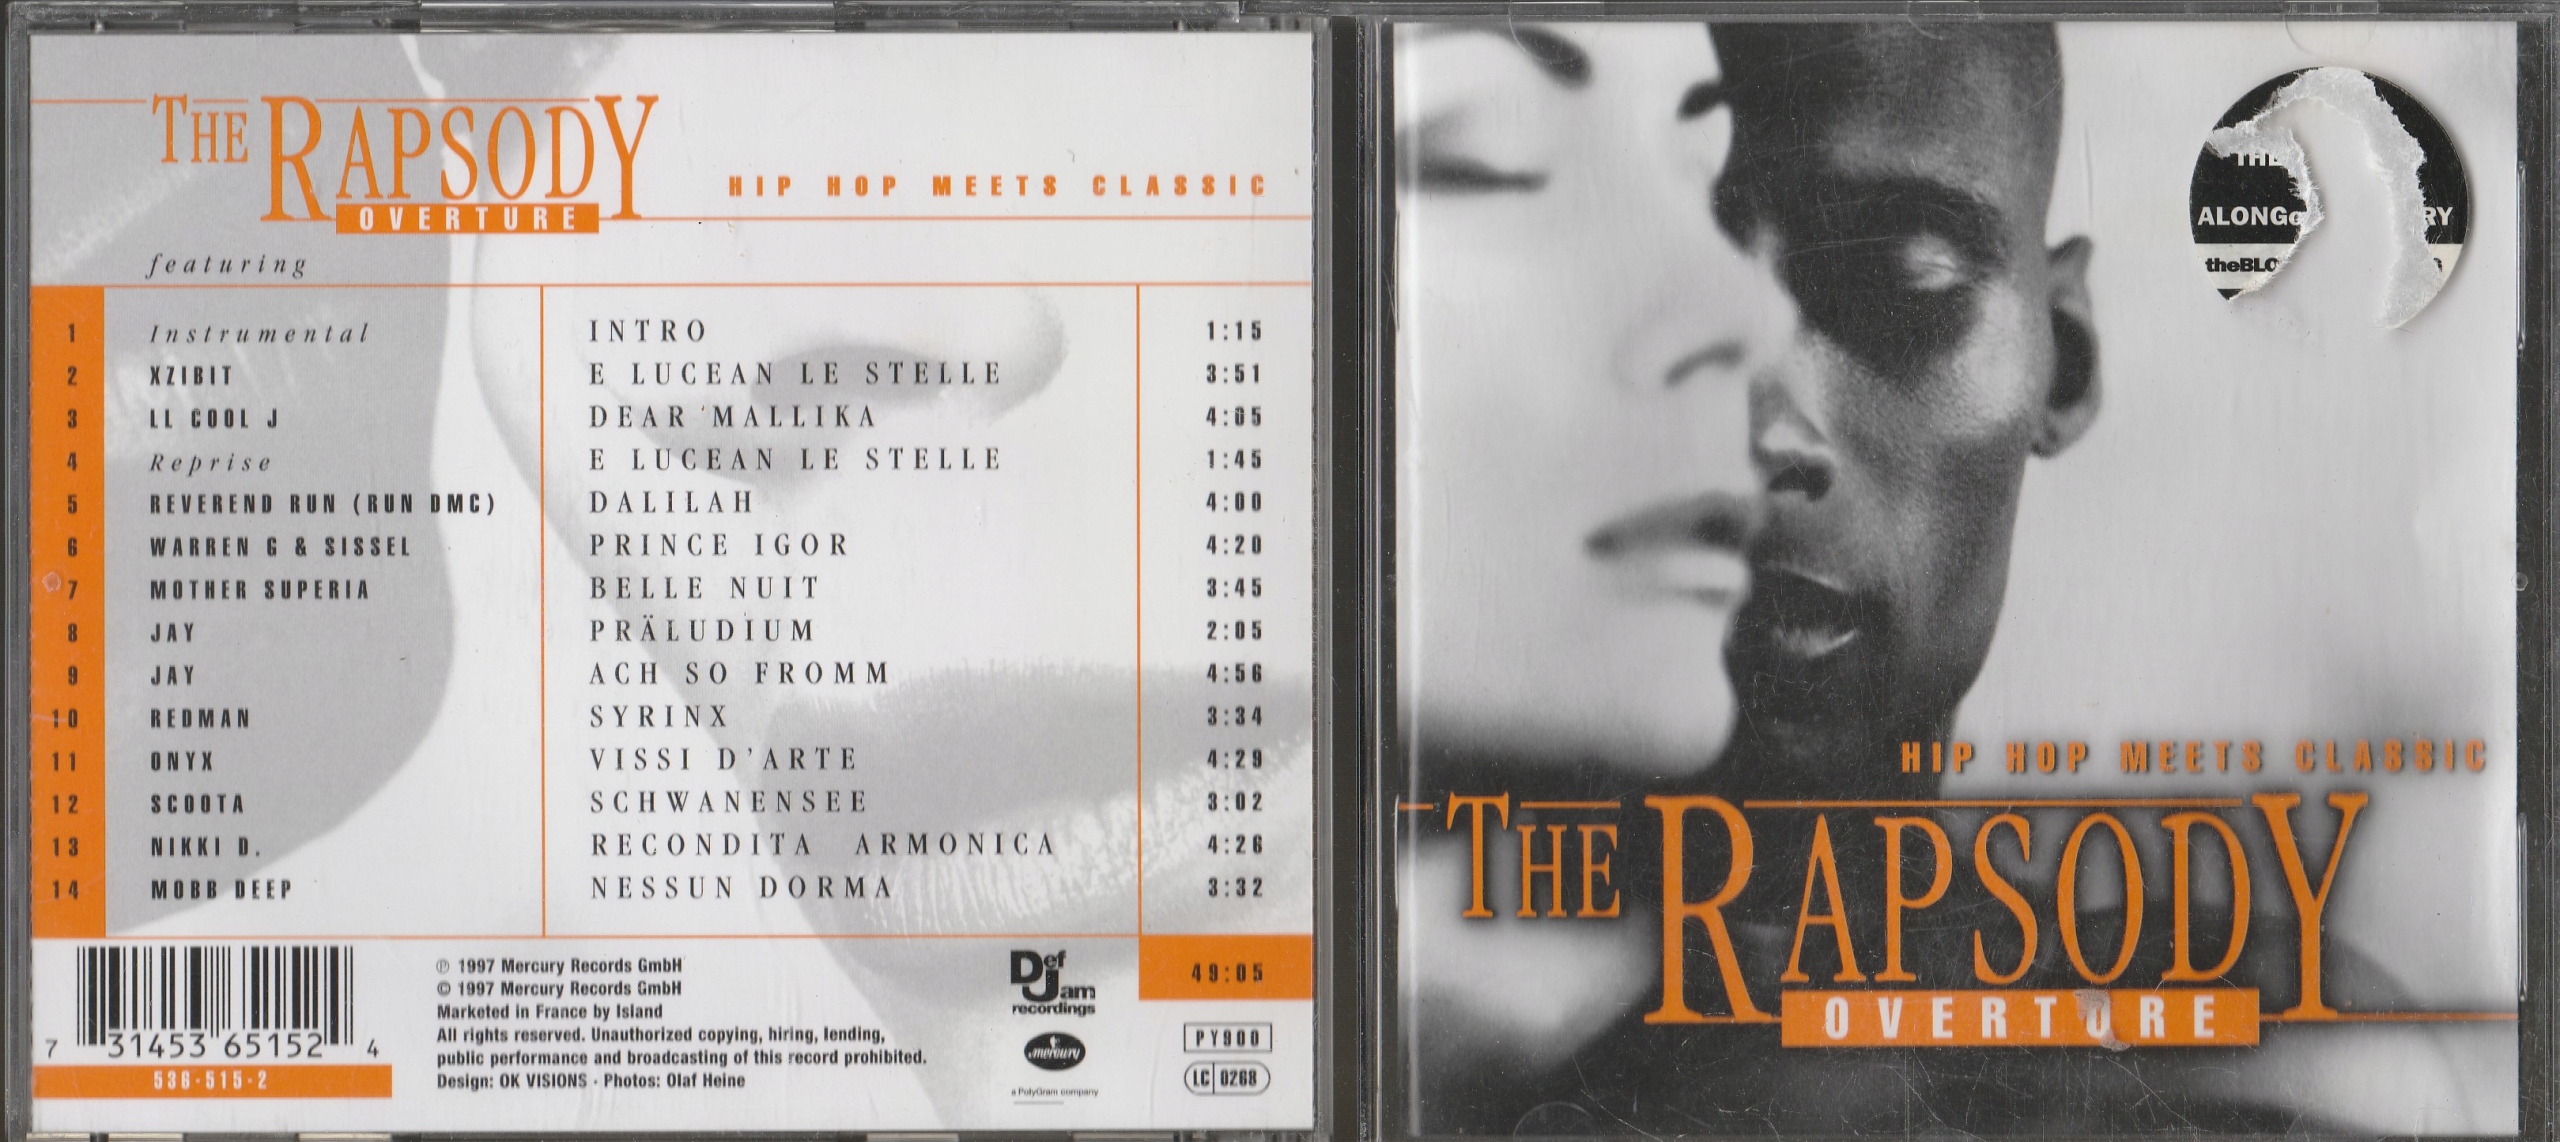 THE RAPSODY
OVERTURE
HIP HOP MEETS CLASSIC
featuring
1 Instrumental INTRO 1:15
2 XZIBIT E LUCEAN LE STELLE 3:51
3 LL COOL J DEAR MALLIKA 4:05
4 Reprise E LUCEAN LE STELLE 1:45
5 REVEREND RUN (RUN DMC) DALILAH 4:00
6 WARREN G & SISSEL PRINCE IGOR 4:20
7 MOTHER SUPERIA BELLE NUIT 3:45
8 JAY PRÄLUDIUM 2:05
9 JAY ACH SO FROMM 4:56
10 REDMAN SYRINX 3:34
11 ONYX VISSI D'ARTE 4:29
12 SCOOTA SCHWANENSEE 3:02
13 NIKKI D. RECONDITA ARMONICA 4:26
14 MOBB DEEP NESSUN DORMA 3:32
49:05
7 31453 65152 4
536-515-2
℗ 1997 Mercury Records GmbH
© 1997 Mercury Records GmbH
Marketed in France by Island
All rights reserved. Unauthorized copying, hiring, lending,
public performance and broadcasting of this record prohibited.
Design: OK VISIONS · Photos: Olaf Heine
Def
Jam
recordings
mercury
a PolyGram company
PY900
LC 0268
THE
HIP HOP MEETS CLASSIC
THE RAPSODY
OVERTURE